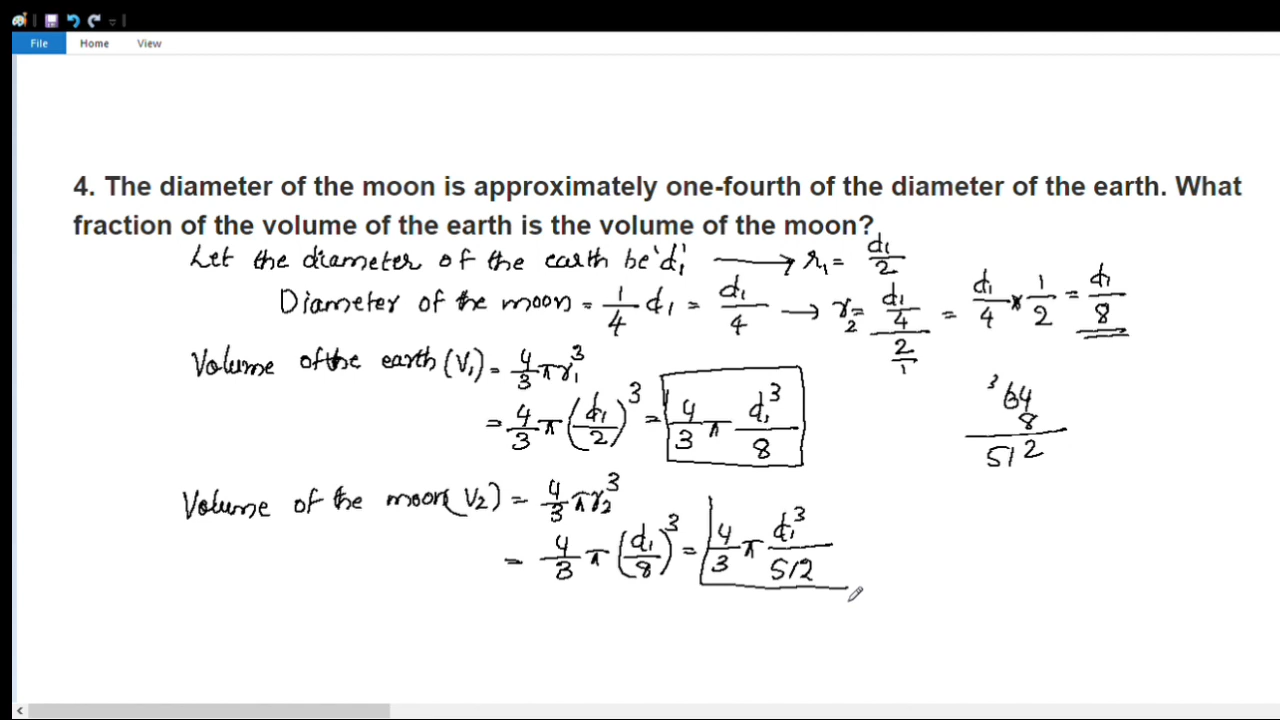 File Home View
4. The diameter of the moon is approximately one-fourth of the diameter of the earth. What
fraction of the volume of the earth is the volume of the moon?
Let the diameter of the earth be 'd₁' ⟶ r₁ = d₁/2
Diameter of the moon = 1/4 d₁ = d₁/4 ⟶ r₂ = (d₁/4)/(2/1) = d₁/4 × 1/2 = d₁/8
Volume of the earth (V₁) = 4/3 πr₁³
= 4/3 π (d₁/2)³ = 4/3 π d₁³/8
3 64
8
512
Volume of the moon (V2) = 4/3 πr₂³
= 4/3 π (d₁/8)³ = 4/3 π d₁³/512